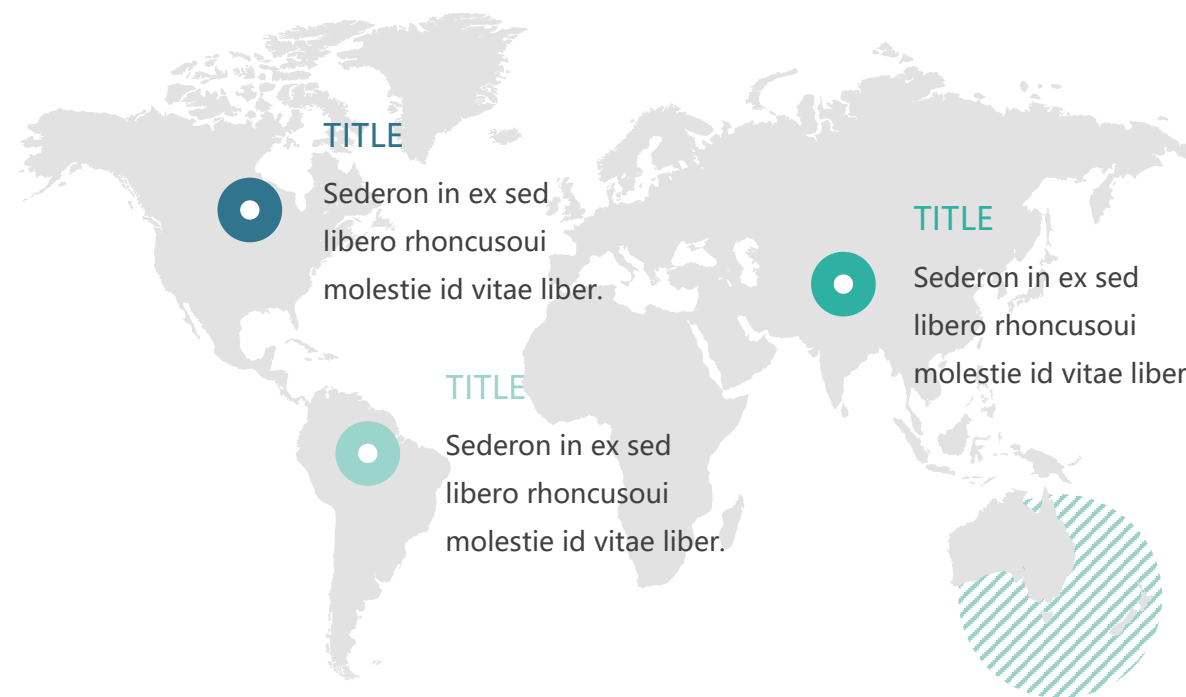 TITLE
Sederon in ex sed
libero rhoncusoui
molestie id vitae liber.
TITLE
Sederon in ex sed
libero rhoncusoui
molestie id vitae liber
TITLE
Sederon in ex sed
libero rhoncusoui
molestie id vitae liber.